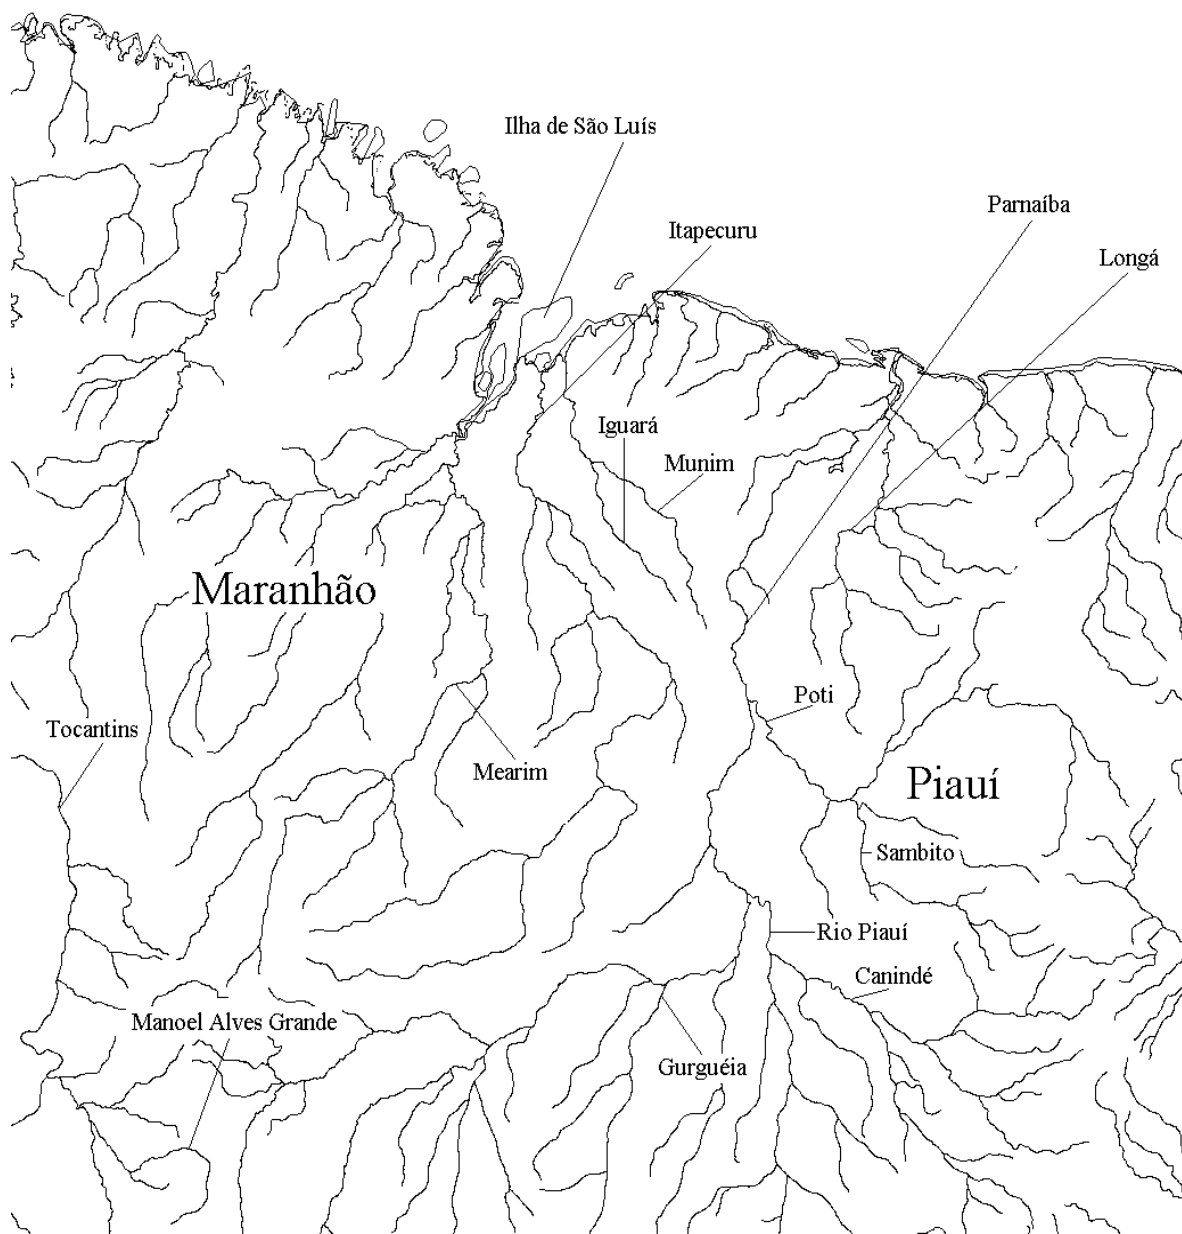 Ilha de São Luís
Parnaíba
Itapecuru
Longá
Iguará
Munim
Maranhão
Poti
Tocantins
Mearim
Piauí
Sambito
Rio Piauí
Canindé
Manoel Alves Grande
Gurguéia